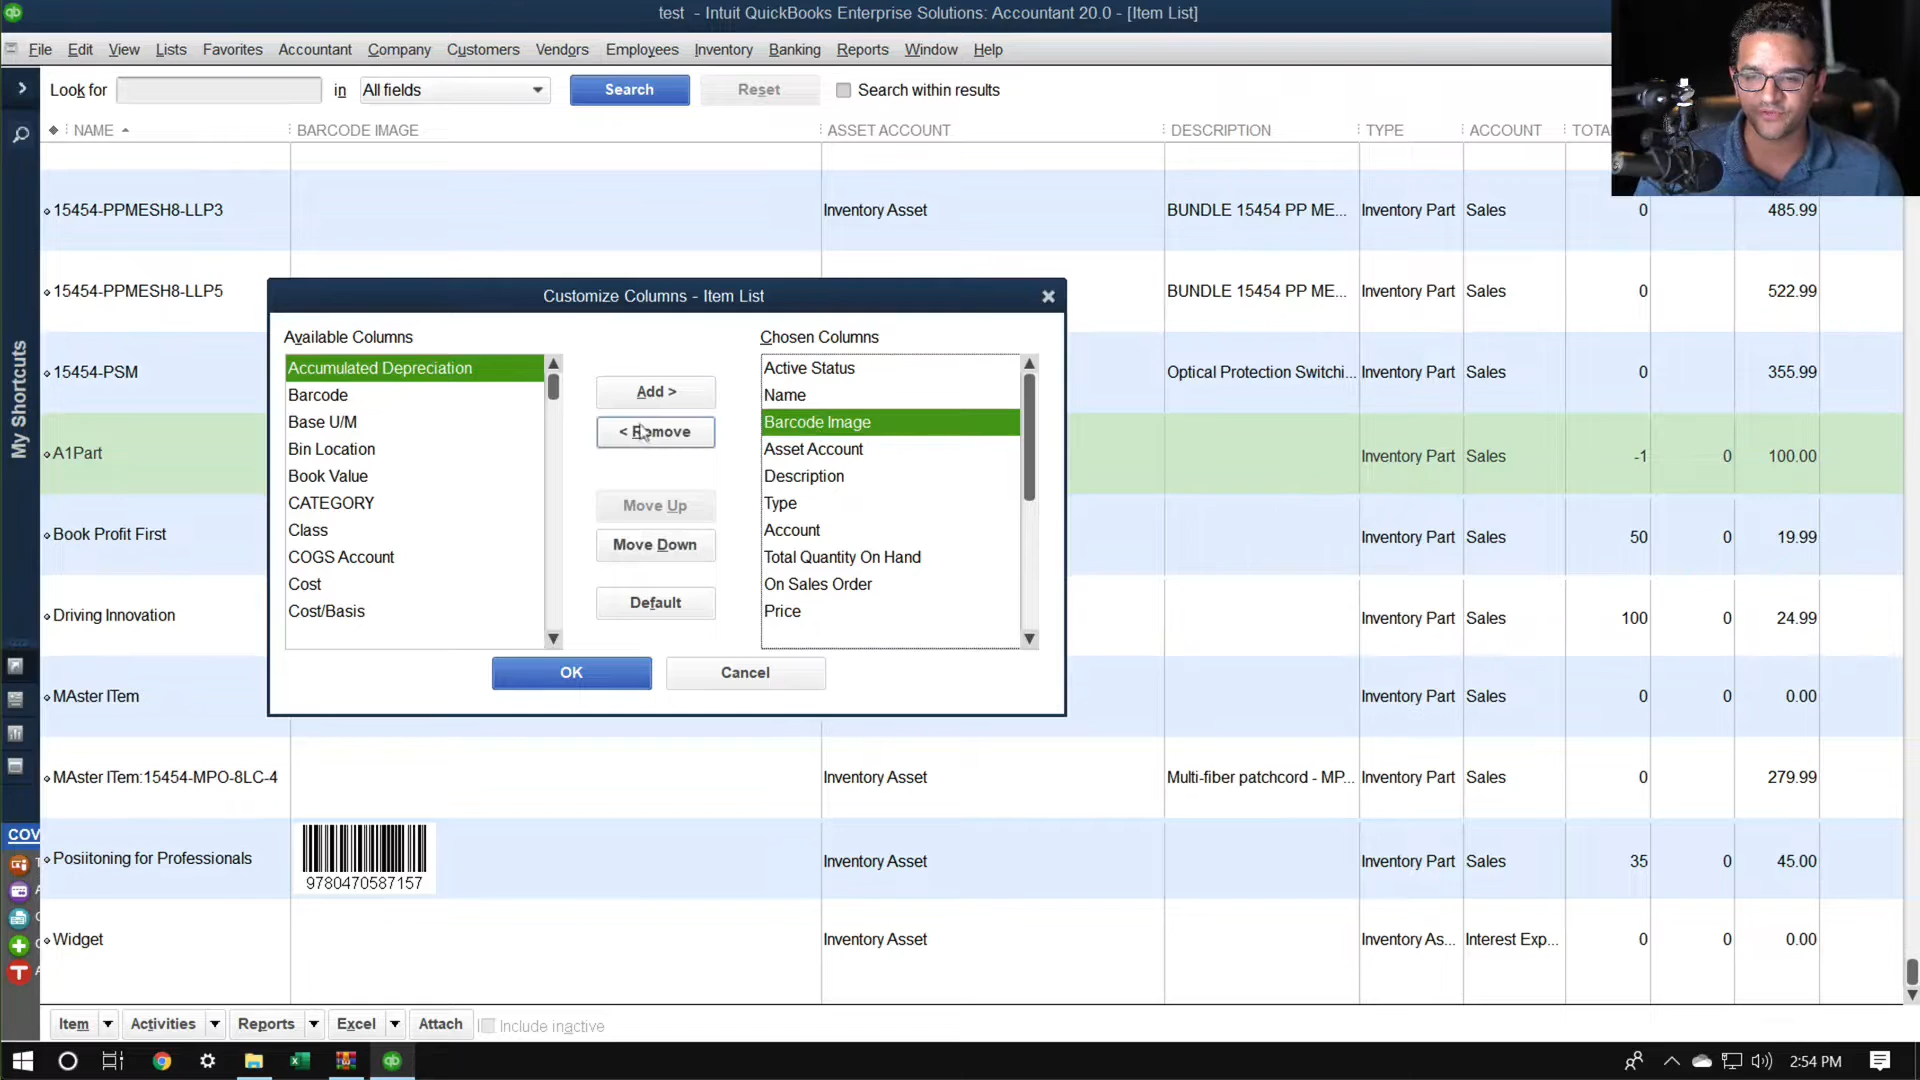 test - Intuit QuickBooks Enterprise Solutions: Accountant 20.0 - [Item List]
File Edit View Lists Favorites Accountant Company Customers Vendors Employees Inventory Banking Reports Window Help
Look for in All fields Search Reset Search within results
NAME BARCODE IMAGE ASSET ACCOUNT DESCRIPTION TYPE ACCOUNT
15454-PPMESH8-LLP3 Inventory Asset BUNDLE 15454 PP ME... Inventory Part Sales 0 485.99
15454-PPMESH8-LLP5 BUNDLE 15454 PP ME... Inventory Part Sales 0 522.99
15454-PSM Optical Protection Switchi... Inventory Part Sales 0 355.99
A1Part Inventory Part Sales -1 0 100.00
Book Profit First Inventory Part Sales 50 0 19.99
Driving Innovation Inventory Part Sales 100 0 24.99
MAster ITem Inventory Part Sales 0 0 0.00
MAster ITem:15454-MPO-8LC-4 Inventory Asset Multi-fiber patchcord - MP... Inventory Part Sales 0 279.99
Posiitoning for Professionals 9780470587157 Inventory Asset Inventory Part Sales 35 0 45.00
Widget Inventory Asset Inventory As... Interest Exp... 0 0 0.00
My Shortcuts
Customize Columns - Item List
Available Columns
Accumulated Depreciation
Barcode
Base U/M
Bin Location
Book Value
CATEGORY
Class
COGS Account
Cost
Cost/Basis
Add >
< Remove
Move Up
Move Down
Default
Chosen Columns
Active Status
Name
Barcode Image
Asset Account
Description
Type
Account
Total Quantity On Hand
On Sales Order
Price
OK Cancel
Item Activities Reports Excel Attach Include inactive
2:54 PM